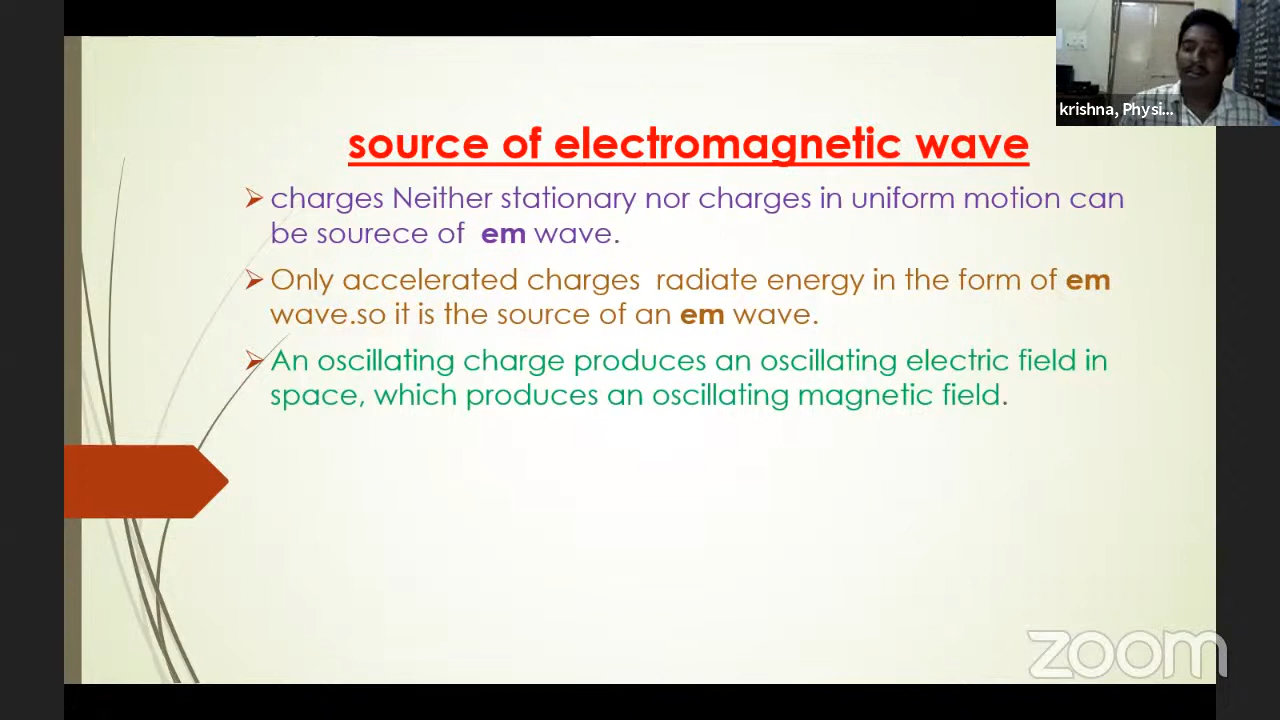 krishna, Physi...
source of electromagnetic wave
charges Neither stationary nor charges in uniform motion can
be sourece of em wave.
Only accelerated charges radiate energy in the form of em
wave.so it is the source of an em wave.
An oscillating charge produces an oscillating electric field in
space, which produces an oscillating magnetic field.
zoom